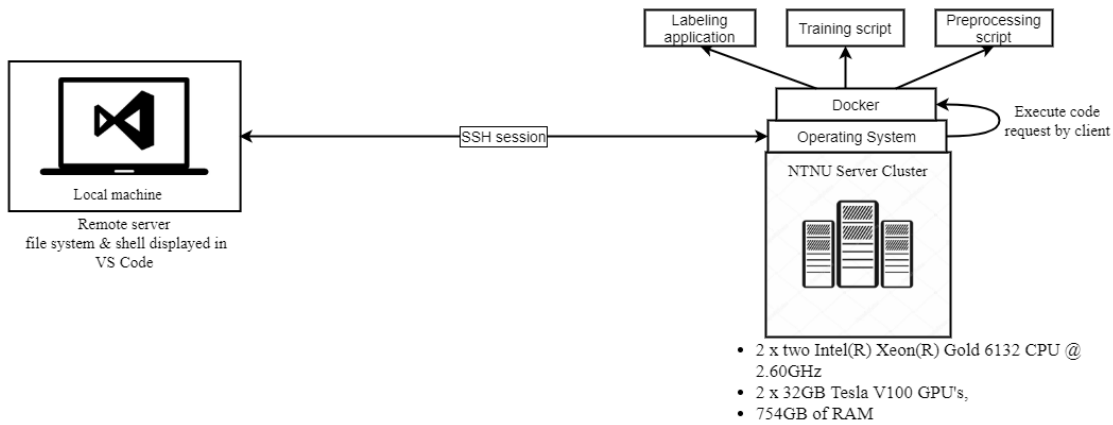 Labeling
application
Training script
Preprocessing
script
Docker
Execute code
request by client
SSH session
Operating System
NTNU Server Cluster
Local machine
Remote server
file system & shell displayed in
VS Code
• 2 x two Intel(R) Xeon(R) Gold 6132 CPU @
2.60GHz
• 2 x 32GB Tesla V100 GPU's,
• 754GB of RAM